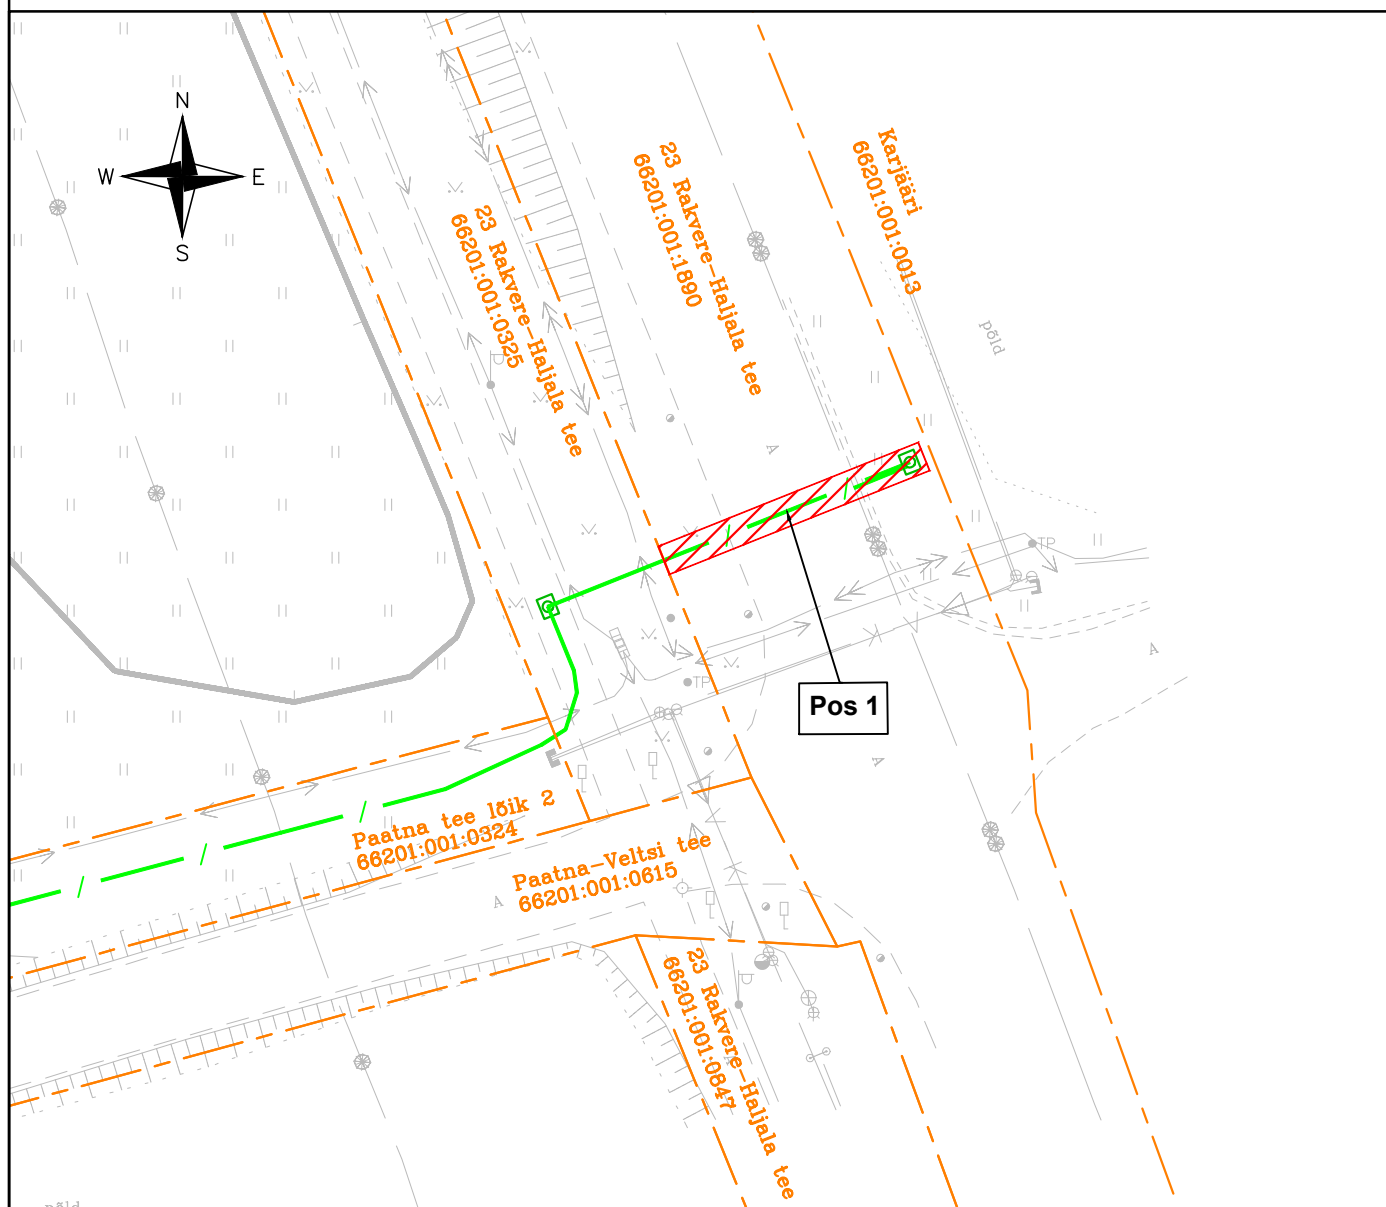 N
W
E
S
Karjääri
66201:001:0013
23 Rakvere-Haljala tee
66201:001:1890
23 Rakvere-Haljala tee
66201:001:0325
põld
A
TP
TP
Pos 1
A
A
Paatna tee lõik 2
66201:001:0324
Paatna-Veltsi tee
66201:001:0615
A
23 Rakvere-Haljala tee
66201:001:0847
põld